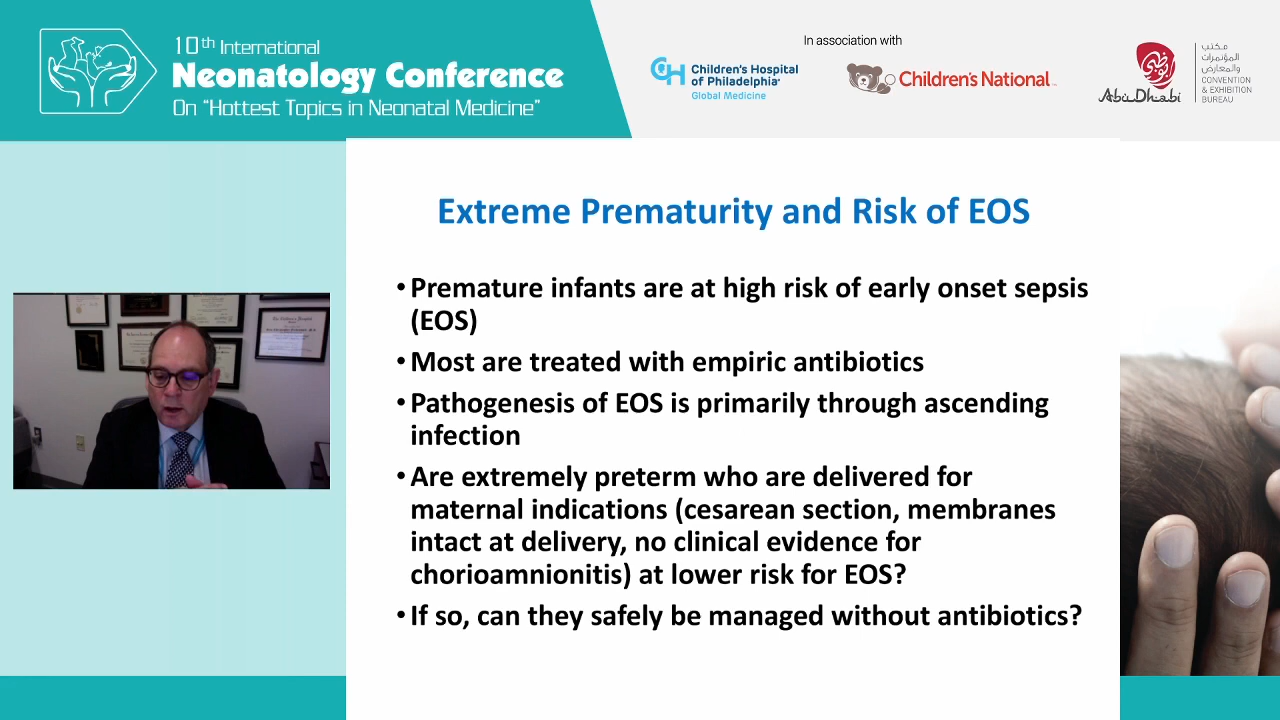 10th International
Neonatology Conference
On “Hottest Topics in Neonatal Medicine”
In association with
CH
Children's Hospital
of Philadelphia
Global Medicine
Children's National
TM
أبوظبي
Abu Dhabi
مكتب
المؤتمرات
والمعارض
CONVENTION
& EXHIBITION
BUREAU
Extreme Prematurity and Risk of EOS
•Premature infants are at high risk of early onset sepsis
(EOS)
•Most are treated with empiric antibiotics
•Pathogenesis of EOS is primarily through ascending
infection
•Are extremely preterm who are delivered for
maternal indications (cesarean section, membranes
intact at delivery, no clinical evidence for
chorioamnionitis) at lower risk for EOS?
•If so, can they safely be managed without antibiotics?